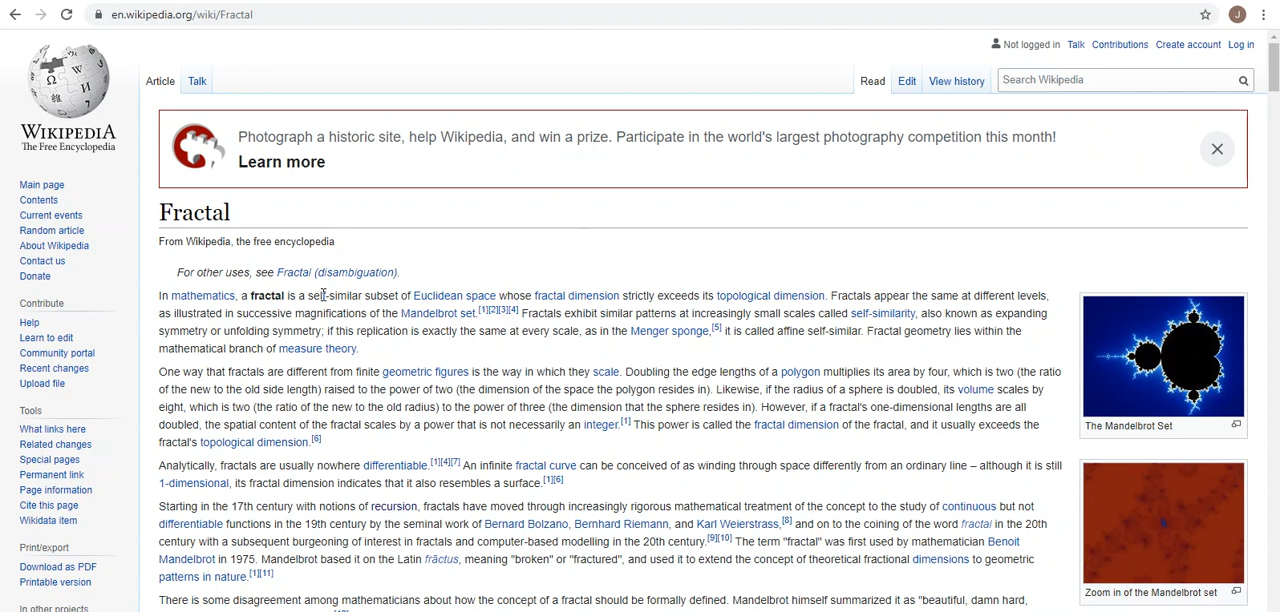 en.wikipedia.org/wiki/Fractal
J
Not logged in Talk Contributions Create account Log in
Article Talk Read Edit View history Search Wikipedia
WIKIPEDIA
The Free Encyclopedia
Main page
Contents
Current events
Random article
About Wikipedia
Contact us
Donate
Contribute
Help
Learn to edit
Community portal
Recent changes
Upload file
Tools
What links here
Related changes
Special pages
Permanent link
Page information
Cite this page
Wikidata item
Print/export
Download as PDF
Printable version
In other projects
Photograph a historic site, help Wikipedia, and win a prize. Participate in the world's largest photography competition this month!
Learn more
Fractal
From Wikipedia, the free encyclopedia
For other uses, see Fractal (disambiguation).
In mathematics, a fractal is a self-similar subset of Euclidean space whose fractal dimension strictly exceeds its topological dimension. Fractals appear the same at different levels,
as illustrated in successive magnifications of the Mandelbrot set.[1][2][3][4] Fractals exhibit similar patterns at increasingly small scales called self-similarity, also known as expanding
symmetry or unfolding symmetry; if this replication is exactly the same at every scale, as in the Menger sponge,[5] it is called affine self-similar. Fractal geometry lies within the
mathematical branch of measure theory.
One way that fractals are different from finite geometric figures is the way in which they scale. Doubling the edge lengths of a polygon multiplies its area by four, which is two (the ratio
of the new to the old side length) raised to the power of two (the dimension of the space the polygon resides in). Likewise, if the radius of a sphere is doubled, its volume scales by
eight, which is two (the ratio of the new to the old radius) to the power of three (the dimension that the sphere resides in). However, if a fractal's one-dimensional lengths are all
doubled, the spatial content of the fractal scales by a power that is not necessarily an integer.[1] This power is called the fractal dimension of the fractal, and it usually exceeds the
fractal's topological dimension.[6]
Analytically, fractals are usually nowhere differentiable.[1][4][7] An infinite fractal curve can be conceived of as winding through space differently from an ordinary line – although it is still
1-dimensional, its fractal dimension indicates that it also resembles a surface.[1][6]
Starting in the 17th century with notions of recursion, fractals have moved through increasingly rigorous mathematical treatment of the concept to the study of continuous but not
differentiable functions in the 19th century by the seminal work of Bernard Bolzano, Bernhard Riemann, and Karl Weierstrass,[8] and on to the coining of the word fractal in the 20th
century with a subsequent burgeoning of interest in fractals and computer-based modelling in the 20th century.[9][10] The term "fractal" was first used by mathematician Benoit
Mandelbrot in 1975. Mandelbrot based it on the Latin frāctus, meaning "broken" or "fractured", and used it to extend the concept of theoretical fractional dimensions to geometric
patterns in nature.[1][11]
There is some disagreement among mathematicians about how the concept of a fractal should be formally defined. Mandelbrot himself summarized it as "beautiful, damn hard,
The Mandelbrot Set
Zoom in of the Mandelbrot set